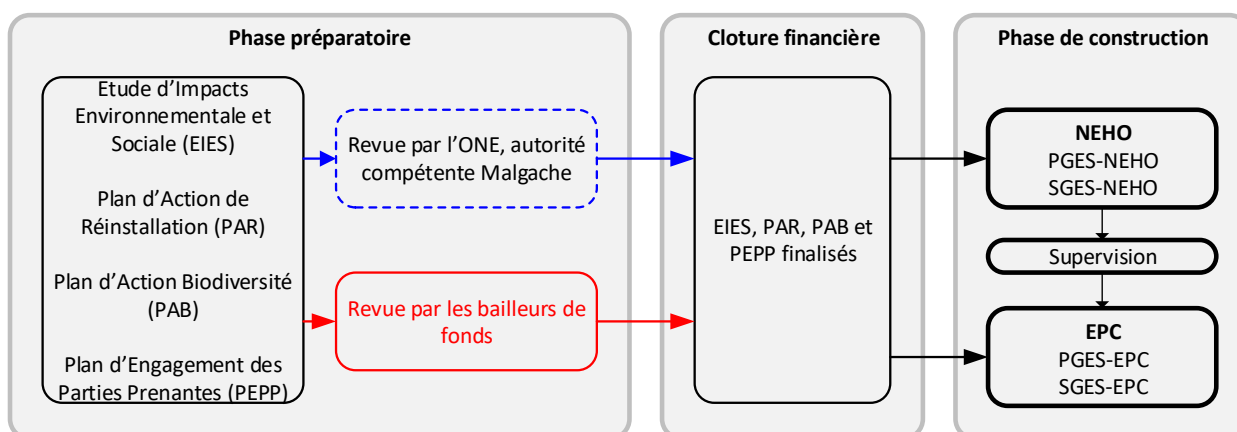 Phase préparatoire
Etude d’Impacts
Environnementale et
Sociale (EIES)
Plan d’Action de
Réinstallation (PAR)
Plan d’Action Biodiversité
(PAB)
Plan d’Engagement des
Parties Prenantes (PEPP)
Revue par l’ONE, autorité
compétente Malgache
Revue par les bailleurs de
fonds
Cloture financière
EIES, PAR, PAB et
PEPP finalisés
Phase de construction
NEHO
PGES-NEHO
SGES-NEHO
Supervision
EPC
PGES-EPC
SGES-EPC